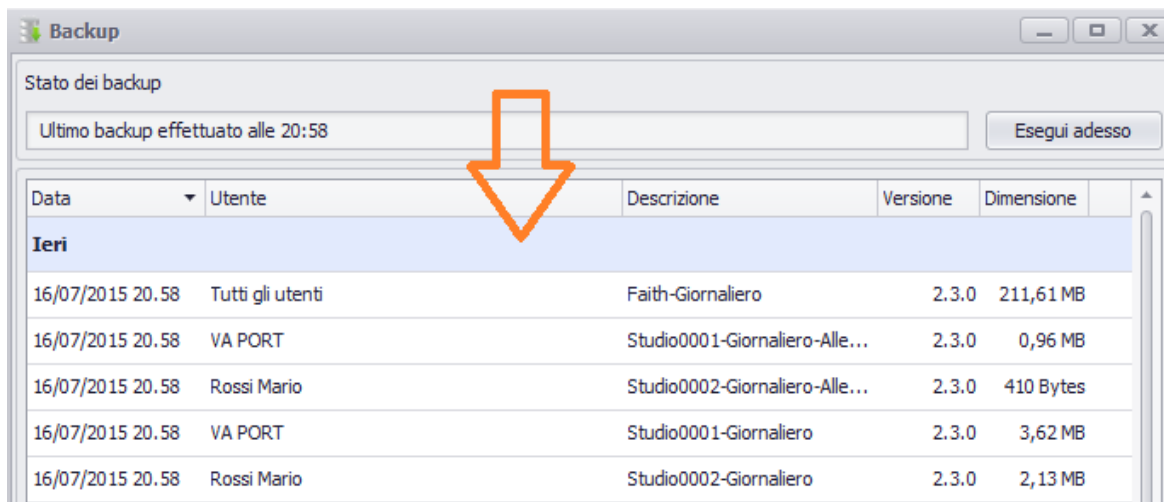 Backup
Stato dei backup
Ultimo backup effettuato alle 20:58 Esegui adesso
Data Utente Descrizione Versione Dimensione
Ieri
16/07/2015 20.58 Tutti gli utenti Faith-Giornaliero 2.3.0 211,61 MB
16/07/2015 20.58 VA PORT Studio0001-Giornaliero-Alle... 2.3.0 0,96 MB
16/07/2015 20.58 Rossi Mario Studio0002-Giornaliero-Alle... 2.3.0 410 Bytes
16/07/2015 20.58 VA PORT Studio0001-Giornaliero 2.3.0 3,62 MB
16/07/2015 20.58 Rossi Mario Studio0002-Giornaliero 2.3.0 2,13 MB